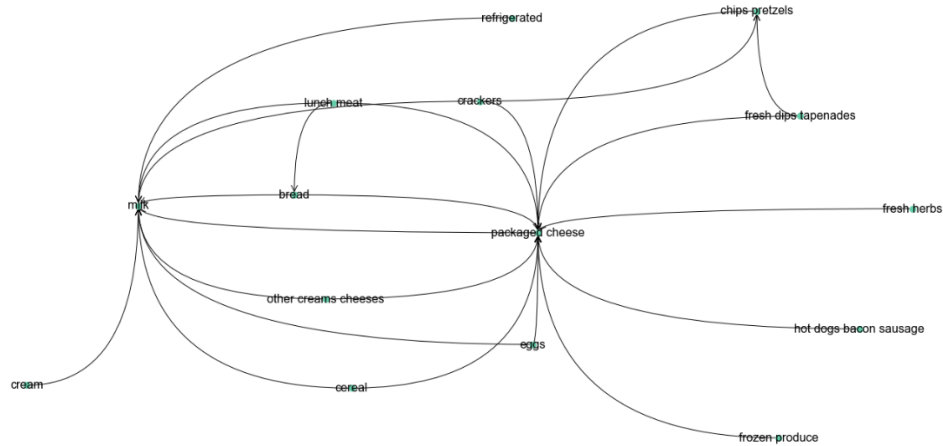 chips pretzels
refrigerated
lunch meat
crackers
fresh dips tapenades
bread
milk
fresh herbs
packaged cheese
other creams cheeses
hot dogs bacon sausage
eggs
cream
cereal
frozen produce